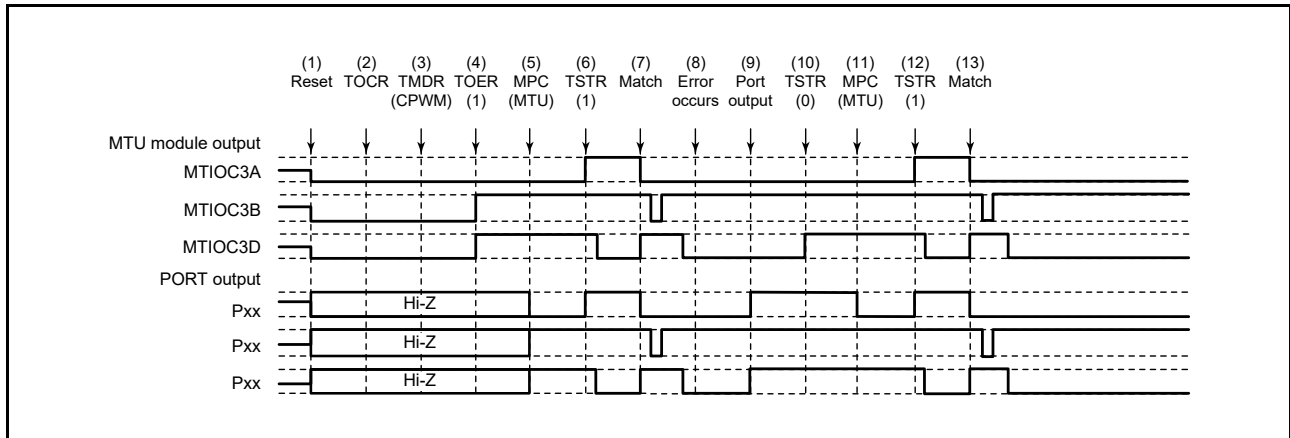 (1) (2) (3) (4) (5) (6) (7) (8) (9) (10) (11) (12) (13)
Reset TOCR TMDR TOER MPC TSTR Match Error Port TSTR MPC TSTR Match
(CPWM) (1) (MTU) (1) occurs output (0) (MTU) (1)
MTU module output
MTIOC3A
MTIOC3B
MTIOC3D
PORT output
Pxx Hi-Z
Pxx Hi-Z
Pxx Hi-Z